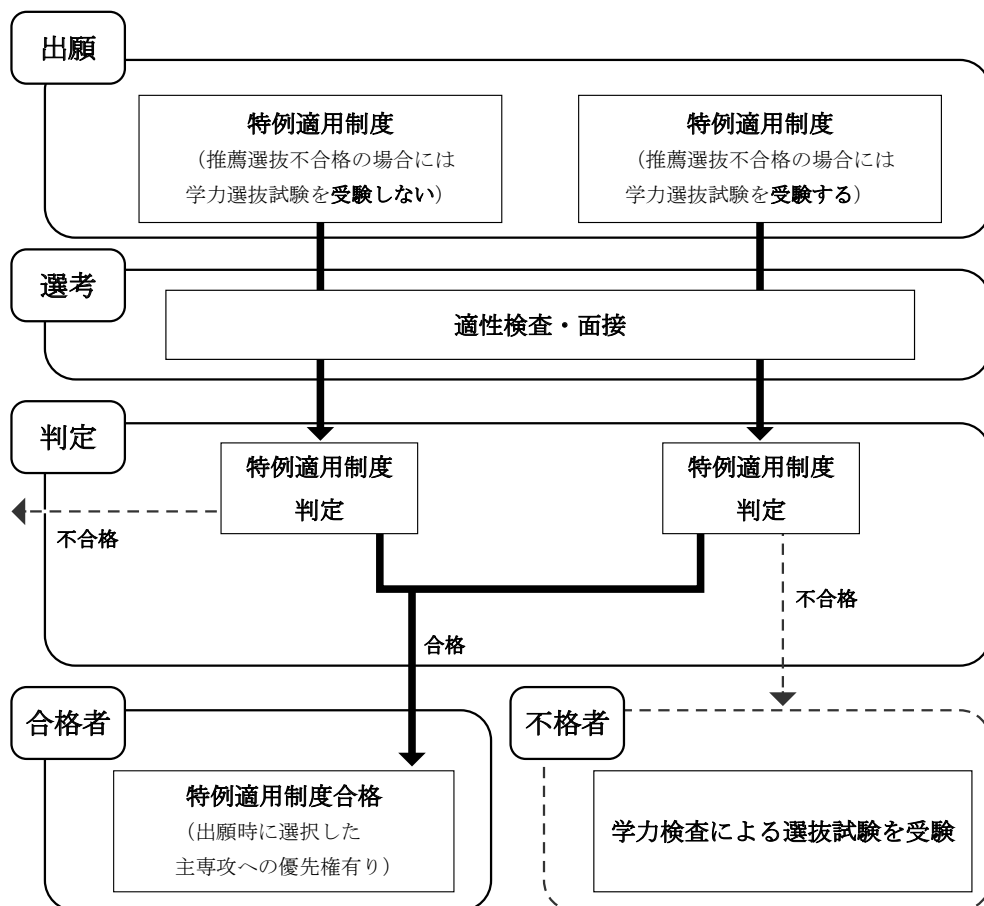 出願
特例適用制度
（推薦選抜不合格の場合には
学力選抜試験を受験しない）
特例適用制度
（推薦選抜不合格の場合には
学力選抜試験を受験する）
選考
適性検査・面接
判定
特例適用制度
判定
特例適用制度
判定
不合格
不合格
合格
合格者
特例適用制度合格
（出願時に選択した
主専攻への優先権有り）
不格者
学力検査による選抜試験を受験